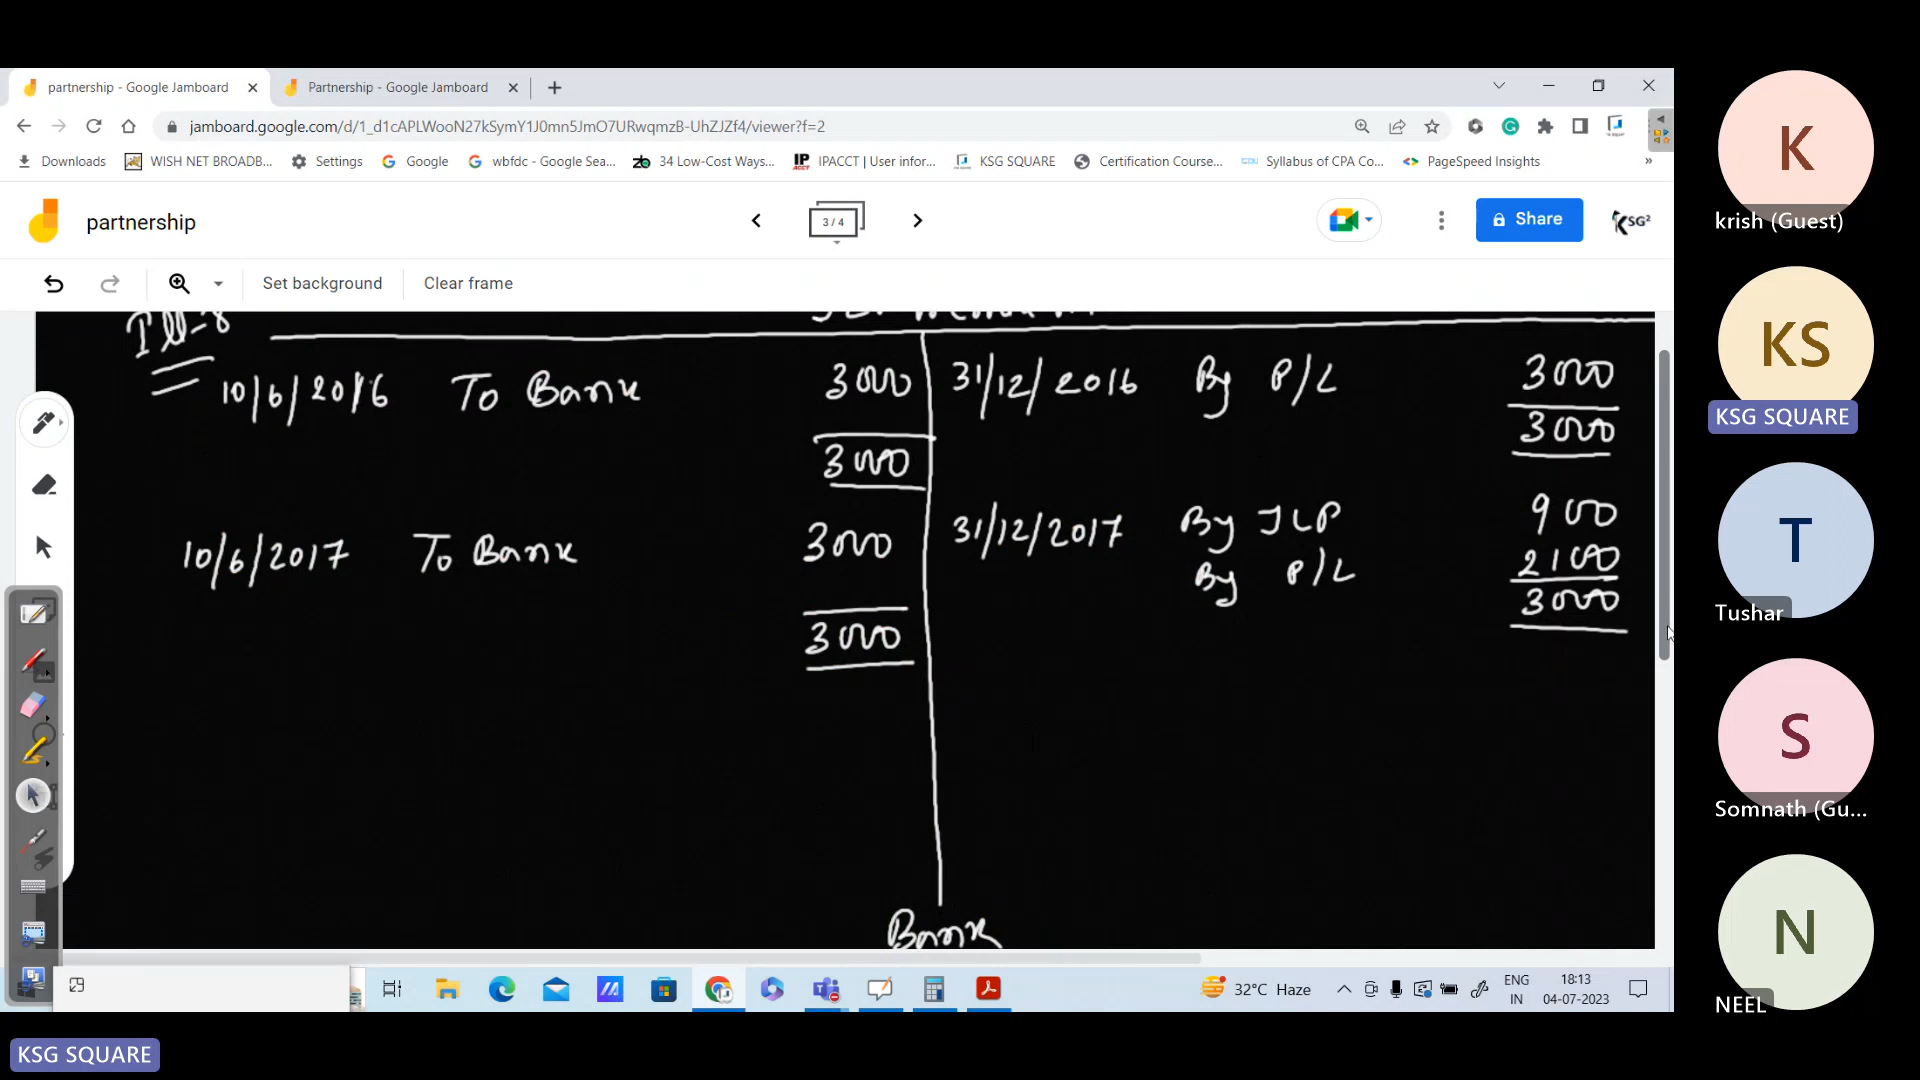 partnership - Google Jamboard
Partnership - Google Jamboard
jamboard.google.com/d/1_d1cAPLWooN27kSymY1J0mn5JmO7URwqmzB-UhZJZf4/viewer?f=2
Downloads
WISH NET BROADB...
Settings
Google
wbfdc - Google Sea...
34 Low-Cost Ways...
IPACCT | User infor...
KSG SQUARE
Certification Course...
Syllabus of CPA Co...
PageSpeed Insights
»
partnership
3 / 4
Share
KSG²
Set background
Clear frame
Ill-8
10/6/2016 To Bank 3000 31/12/2016 By P/L 3000
3000 3000
10/6/2017 To Bank 3000 31/12/2017 By JLP 900
By P/L 2100
3000 3000
Bank
32°C Haze
ENG
IN
18:13
04-07-2023
K
krish (Guest)
KS
KSG SQUARE
T
Tushar
S
Somnath (Gu...
N
NEEL
KSG SQUARE